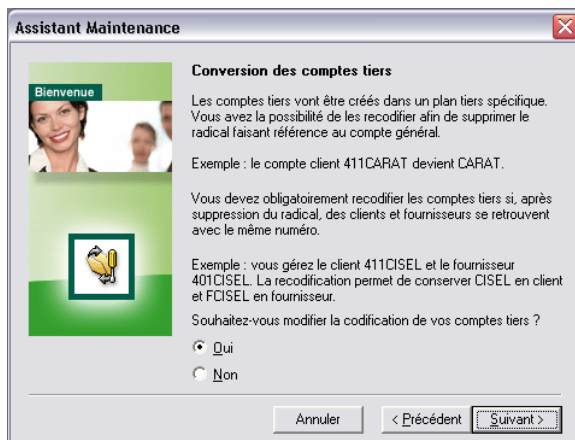 Assistant Maintenance
Bienvenue
Conversion des comptes tiers
Les comptes tiers vont être créés dans un plan tiers spécifique.
Vous avez la possibilité de les recodifier afin de supprimer le
radical faisant référence au compte général.
Exemple : le compte client 411CARAT devient CARAT.
Vous devez obligatoirement recodifier les comptes tiers si, après
suppression du radical, des clients et fournisseurs se retrouvent
avec le même numéro.
Exemple : vous gérez le client 411CISEL et le fournisseur
401CISEL. La recodification permet de conserver CISEL en client
et FCISEL en fournisseur.
Souhaitez-vous modifier la codification de vos comptes tiers ?
Oui
Non
Annuler
< Précédent
Suivant >